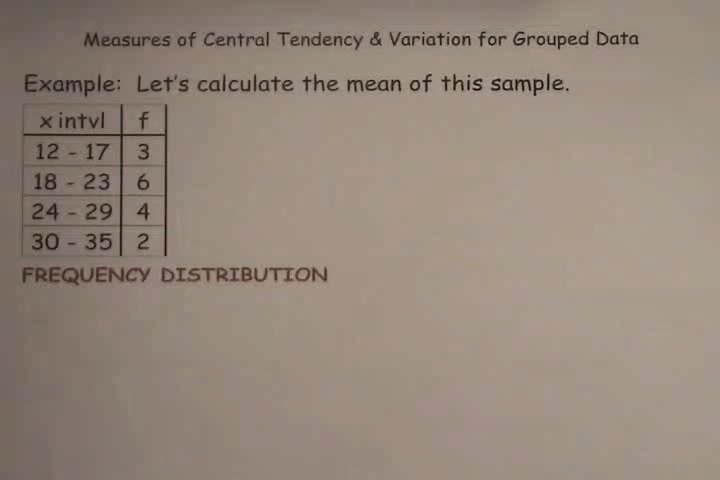 Measures of Central Tendency & Variation for Grouped Data
Example: Let's calculate the mean of this sample.
x intvl f
12 - 17 3
18 - 23 6
24 - 29 4
30 - 35 2
FREQUENCY DISTRIBUTION